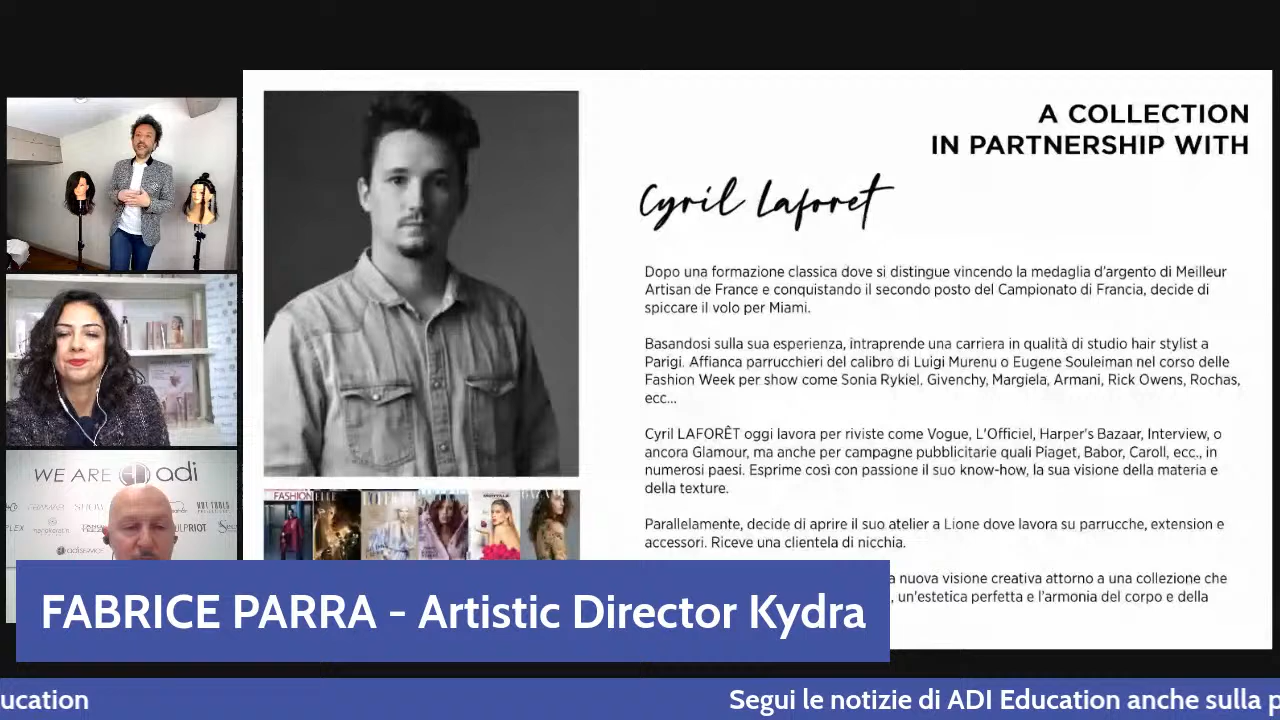 A COLLECTION
IN PARTNERSHIP WITH
Cyril Laforet
Dopo una formazione classica dove si distingue vincendo la medaglia d'argento di Meilleur
Artisan de France e conquistando il secondo posto del Campionato di Francia, decide di
spiccare il volo per Miami.
Basandosi sulla sua esperienza, intraprende una carriera in qualità di studio hair stylist a
Parigi. Affianca parrucchieri del calibro di Luigi Murenu o Eugene Souleiman nel corso delle
Fashion Week per show come Sonia Rykiel, Givenchy, Margiela, Armani, Rick Owens, Rochas,
ecc...
Cyril LAFORÊT oggi lavora per riviste come Vogue, L'Officiel, Harper's Bazaar, Interview, o
ancora Glamour, ma anche per campagne pubblicitarie quali Piaget, Babor, Caroll, ecc., in
numerosi paesi. Esprime così con passione il suo know-how, la sua visione della materia e
della texture.
Parallelamente, decide di aprire il suo atelier a Lione dove lavora su parrucche, extension e
accessori. Riceve una clientela di nicchia.
a nuova visione creativa attorno a una collezione che
, un'estetica perfetta e l'armonia del corpo e della
WE ARE adi
FASHION
FABRICE PARRA - Artistic Director Kydra
ucation Segui le notizie di ADI Education anche sulla p